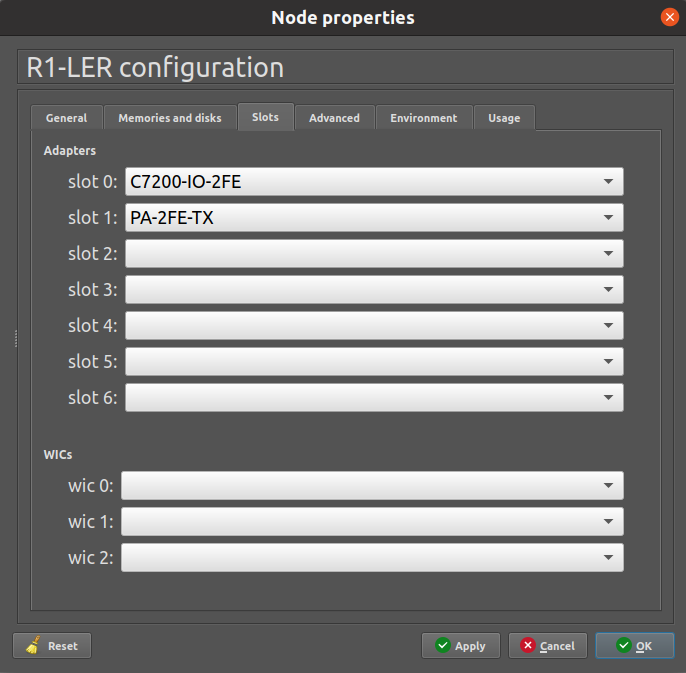 Node properties
R1-LER configuration
General Memories and disks Slots Advanced Environment Usage
Adapters
slot 0: C7200-IO-2FE
slot 1: PA-2FE-TX
slot 2:
slot 3:
slot 4:
slot 5:
slot 6:
WICs
wic 0:
wic 1:
wic 2:
Reset Apply Cancel OK